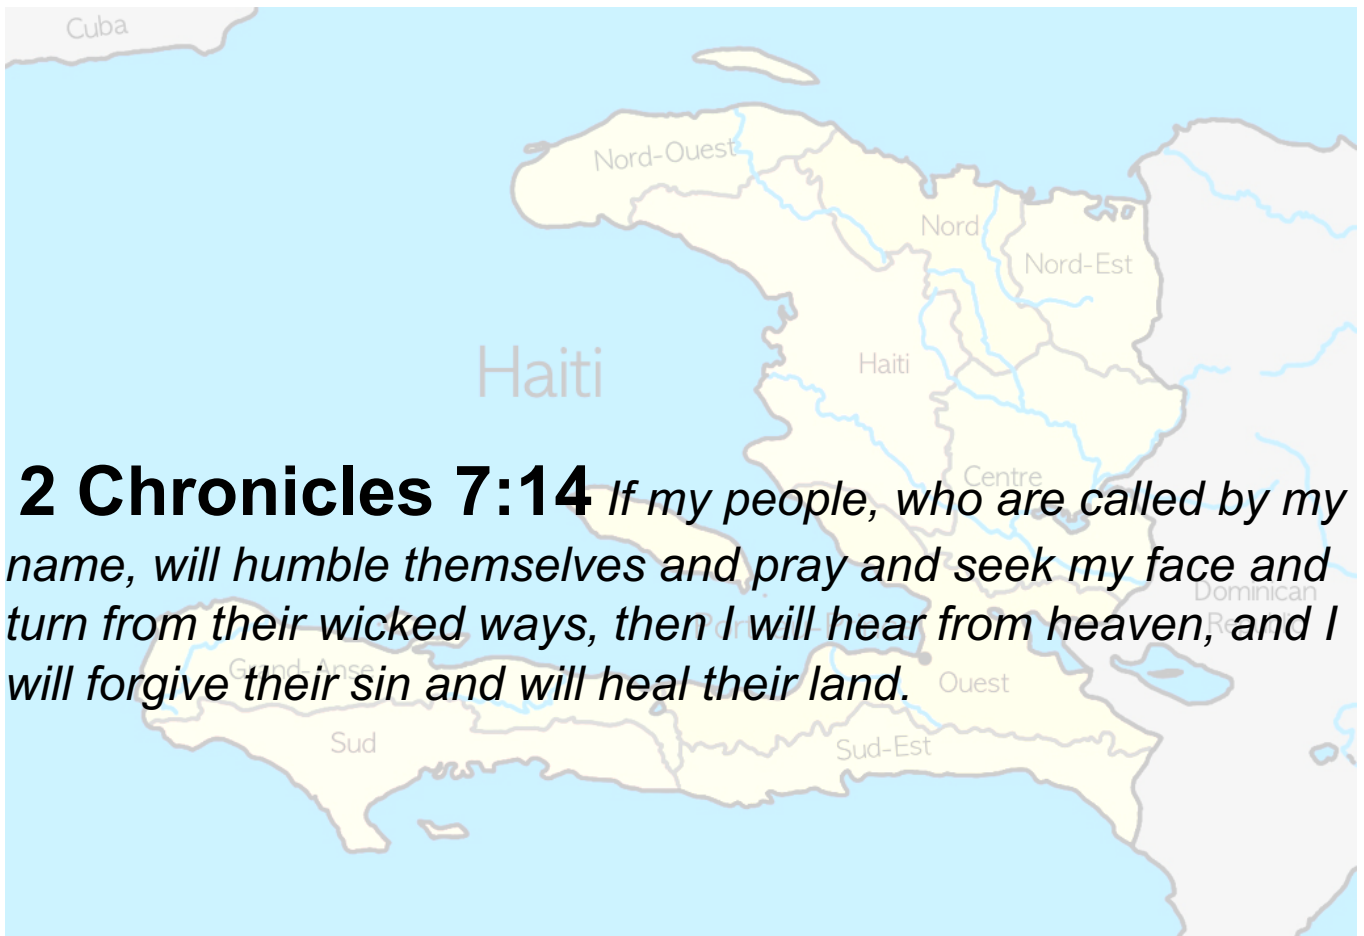 Cuba
Nord-Ouest
Nord
Nord-Est
Haiti
Haiti
Centre
2 Chronicles 7:14 If my people, who are called by my
name, will humble themselves and pray and seek my face and
Dominican
turn from their wicked ways, then I will hear from heaven, and I
will forgive their sin and will heal their land.
Grand-Anse
Ouest
Sud
Sud-Est